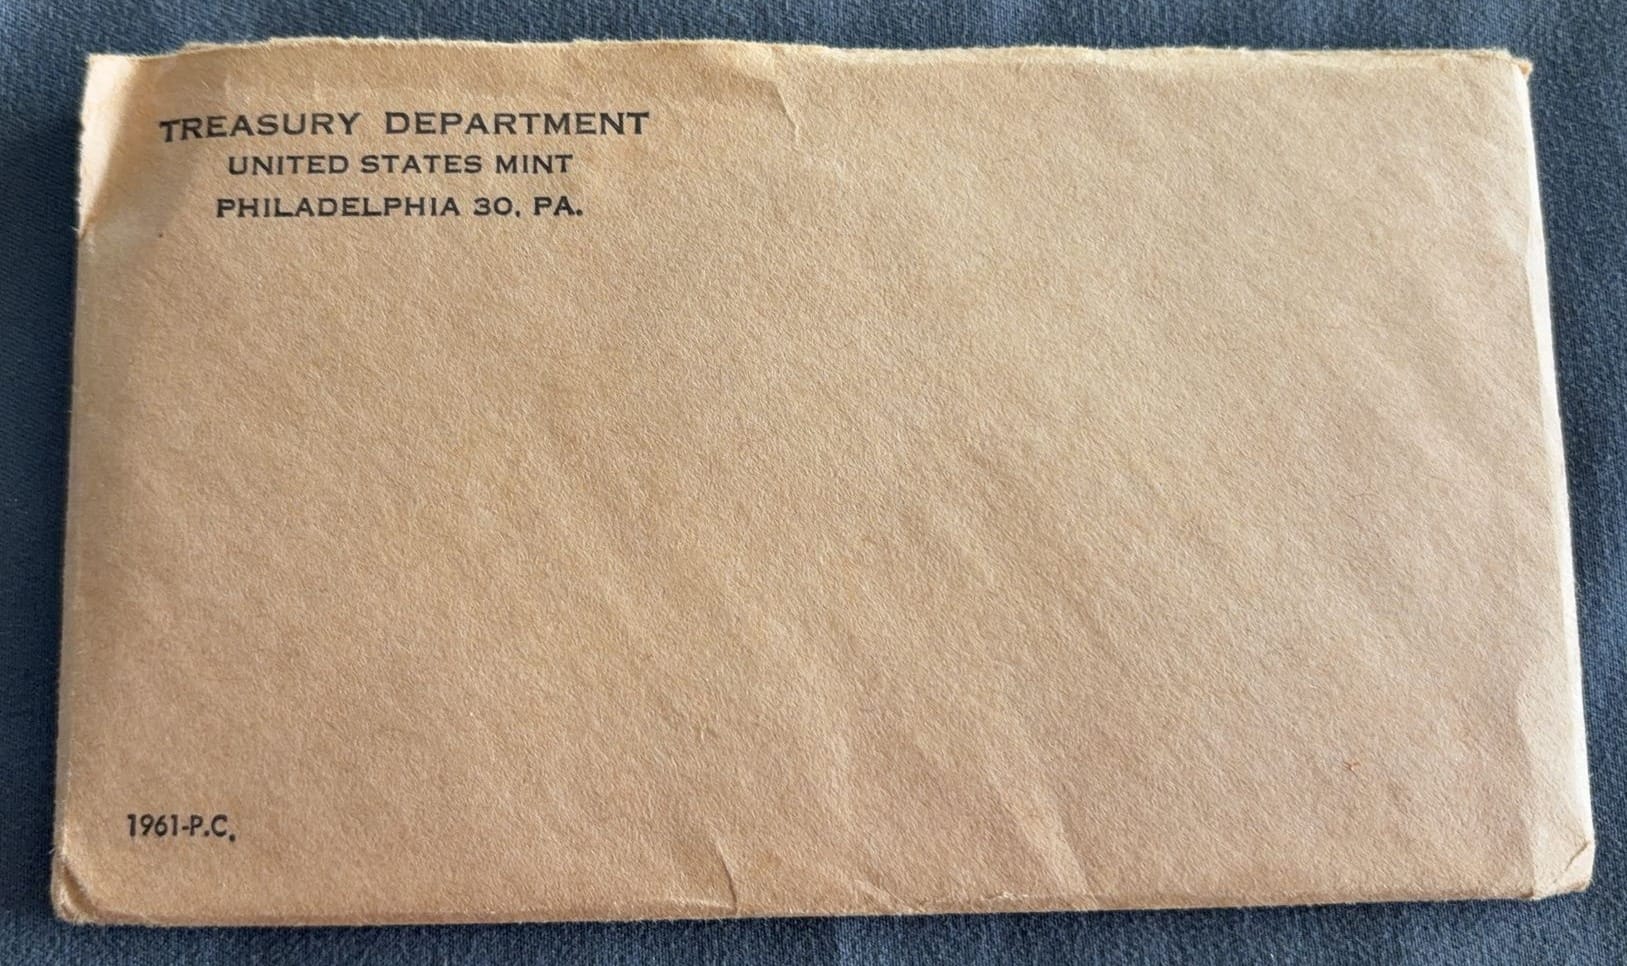 TREASURY DEPARTMENT
UNITED STATES MINT
PHILADELPHIA 30, PA.
1961-P.C.